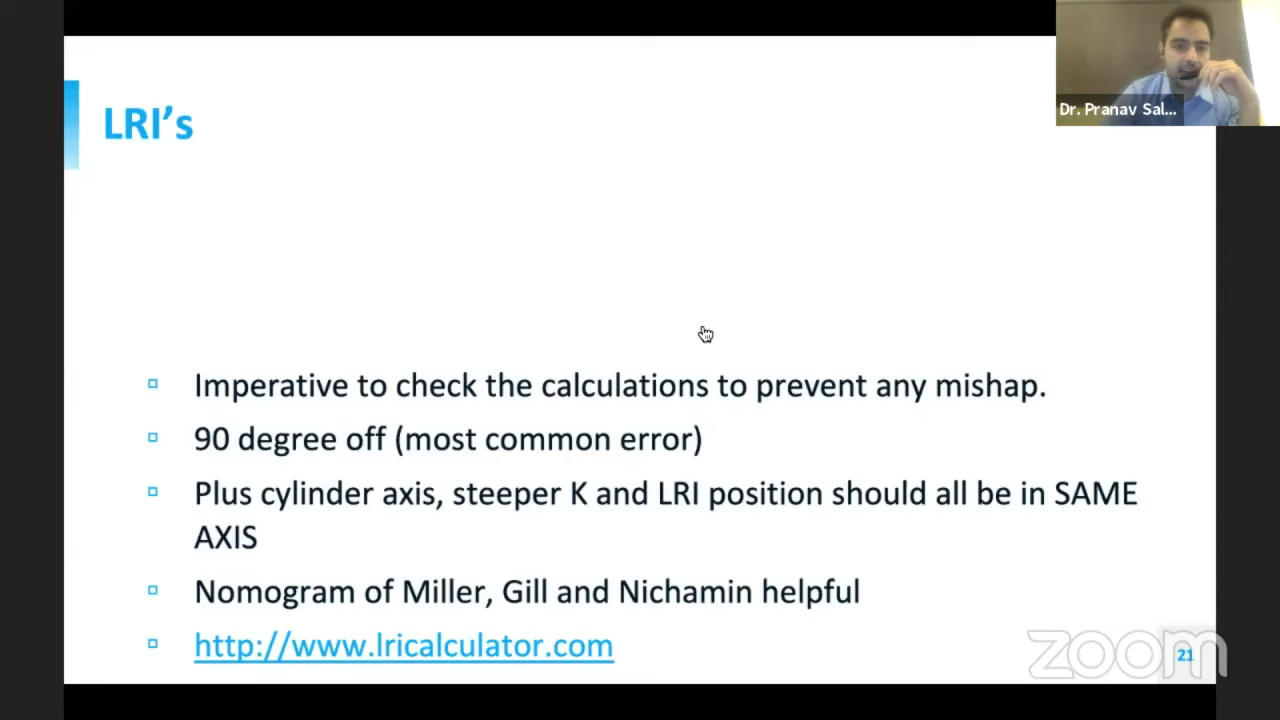 Dr. Pranav Sal...
LRI’s
Imperative to check the calculations to prevent any mishap.
90 degree off (most common error)
Plus cylinder axis, steeper K and LRI position should all be in SAME
AXIS
Nomogram of Miller, Gill and Nichamin helpful
http://www.lricalculator.com
zoom
21